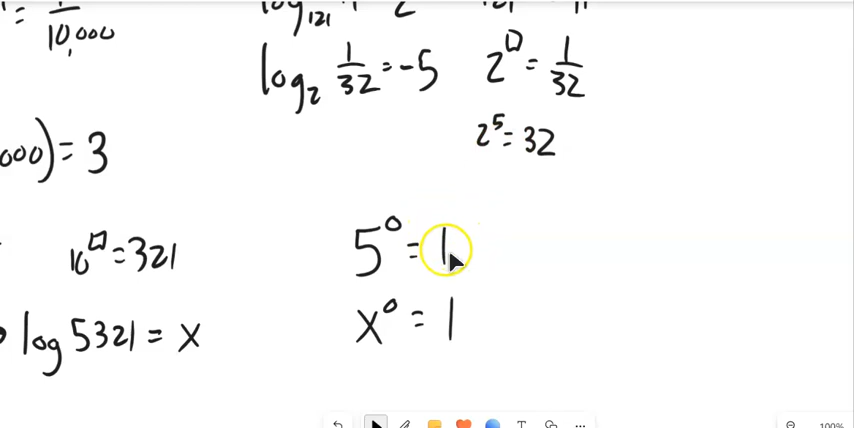 10,000
log₂ 1/32 = -5
2^□ = 1/32
2⁵ = 32
000) = 3
10^□ = 321
log 5321 = x
5⁰ = 1
x⁰ = 1
T
100%